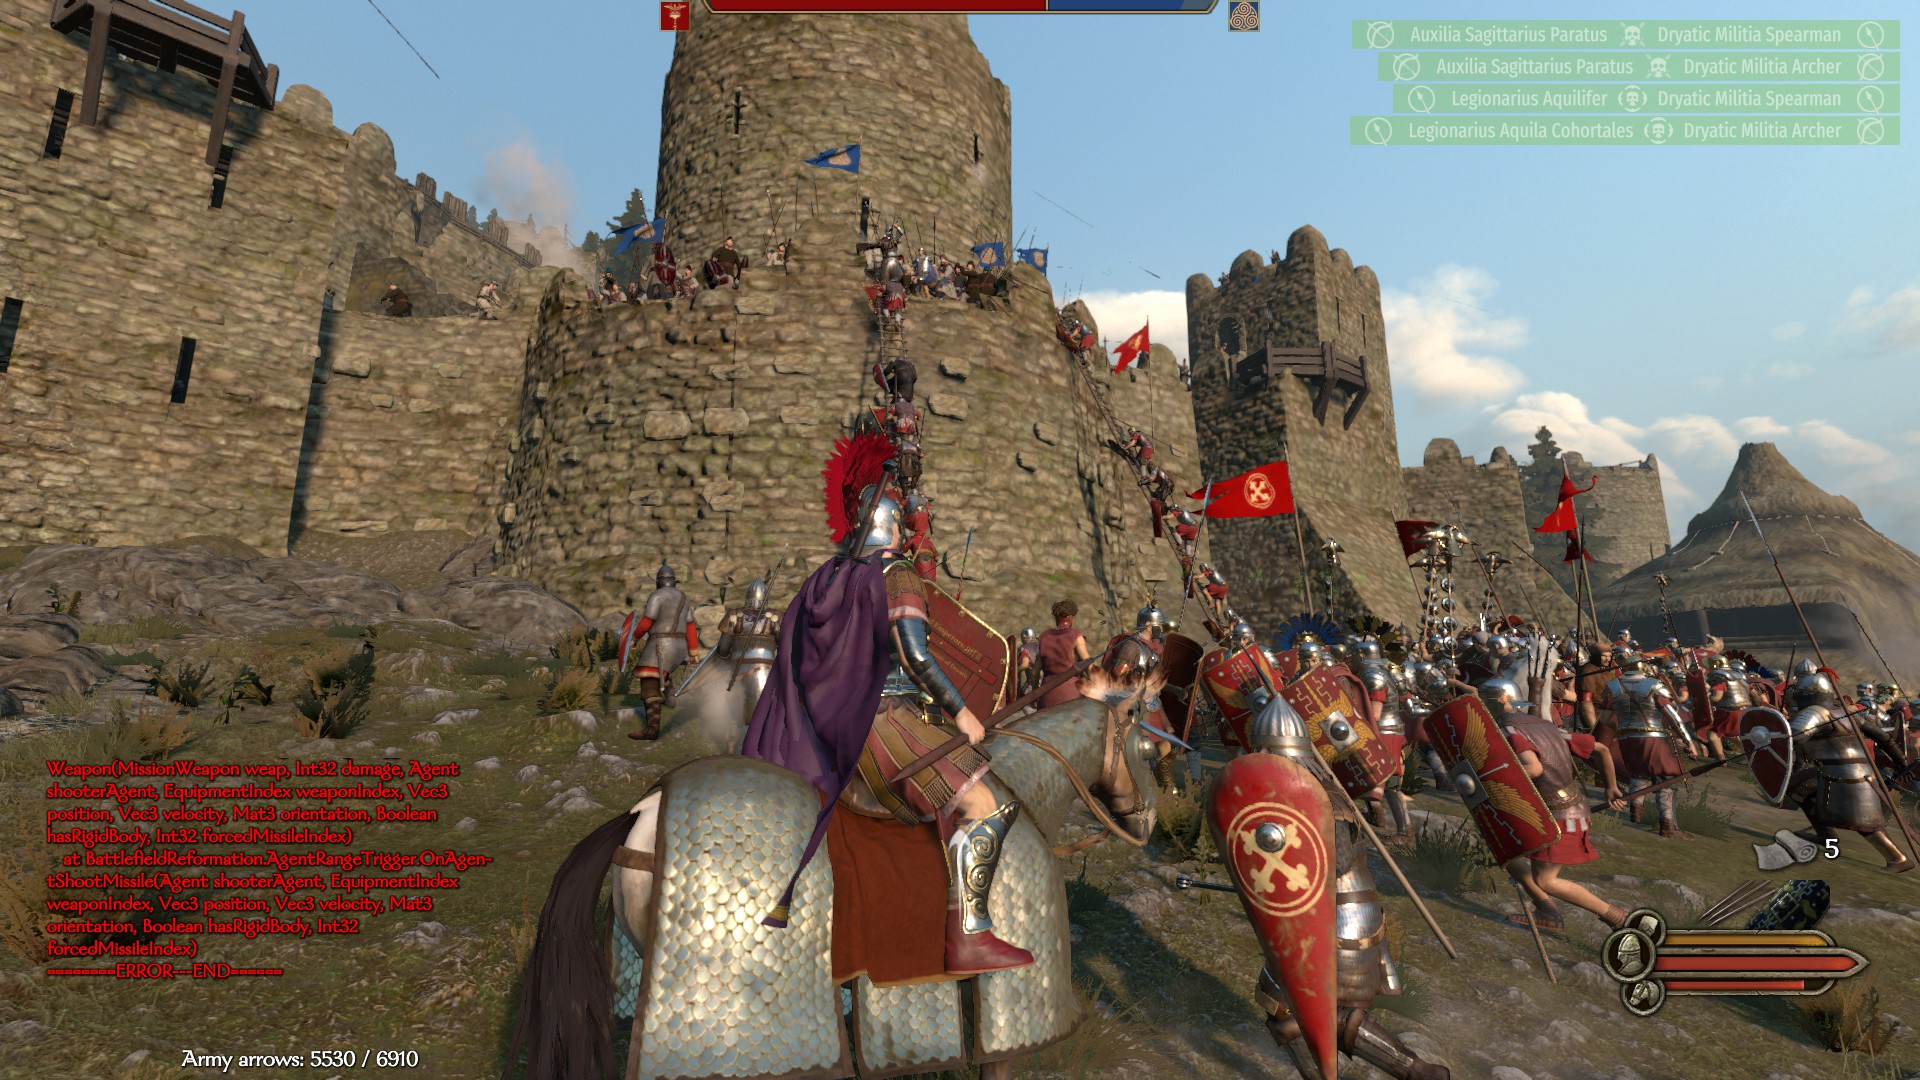 Auxilia Sagittarius Paratus Dryatic Militia Spearman
Auxilia Sagittarius Paratus Dryatic Militia Archer
Legionarius Aquilifer Dryatic Militia Spearman
Legionarius Aquila Cohortales Dryatic Militia Archer
Weapon(MissionWeapon weap, Int32 damage, Agent
shooterAgent, EquipmentIndex weaponIndex, Vec3
position, Vec3 velocity, Mat3 orientation, Boolean
hasRigidBody, Int32 forcedMissileIndex)
at BattlefieldReformation.AgentRangeTrigger.OnAgen-
tShootMissile(Agent shooterAgent, EquipmentIndex
weaponIndex, Vec3 position, Vec3 velocity, Mat3
orientation, Boolean hasRigidBody, Int32
forcedMissileIndex)
========ERROR---END======
5
Army arrows: 5530 / 6910